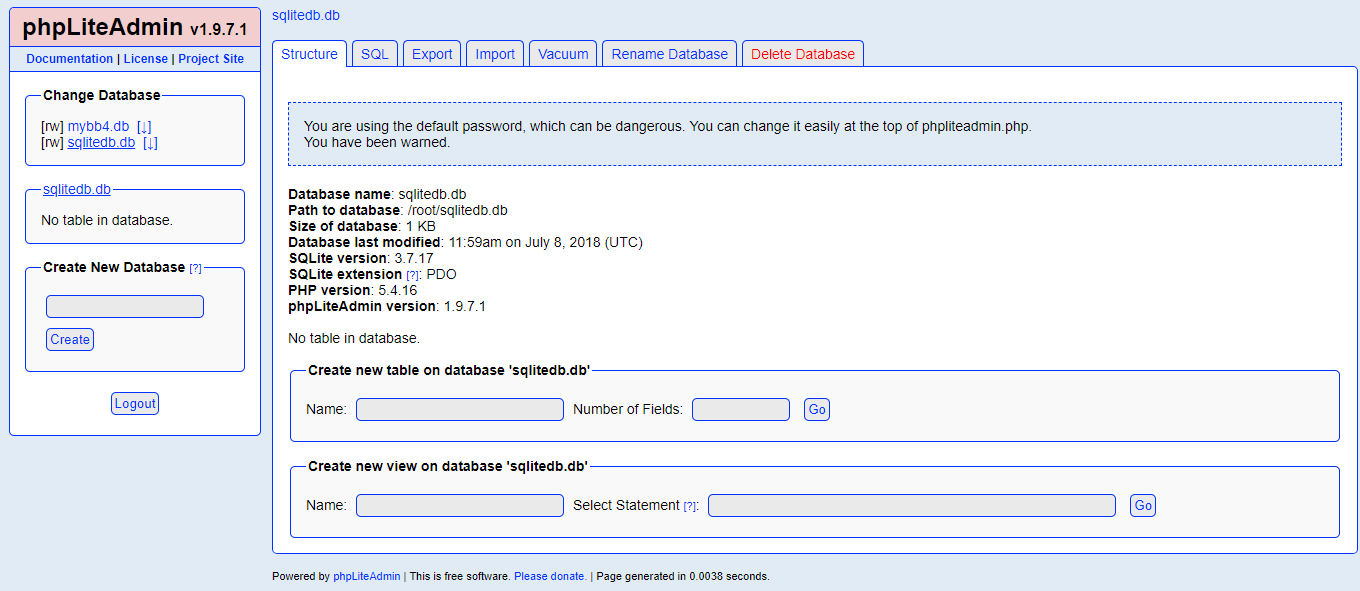 phpLiteAdmin v1.9.7.1
Documentation | License | Project Site
Change Database
[rw] mybb4.db [↓]
[rw] sqlitedb.db [↓]
sqlitedb.db
No table in database.
Create New Database [?]
Create
Logout
sqlitedb.db
Structure SQL Export Import Vacuum Rename Database Delete Database
You are using the default password, which can be dangerous. You can change it easily at the top of phpliteadmin.php.
You have been warned.
Database name: sqlitedb.db
Path to database: /root/sqlitedb.db
Size of database: 1 KB
Database last modified: 11:59am on July 8, 2018 (UTC)
SQLite version: 3.7.17
SQLite extension [?]: PDO
PHP version: 5.4.16
phpLiteAdmin version: 1.9.7.1
No table in database.
Create new table on database 'sqlitedb.db'
Name: Number of Fields: Go
Create new view on database 'sqlitedb.db'
Name: Select Statement [?]: Go
Powered by phpLiteAdmin | This is free software. Please donate. | Page generated in 0.0038 seconds.